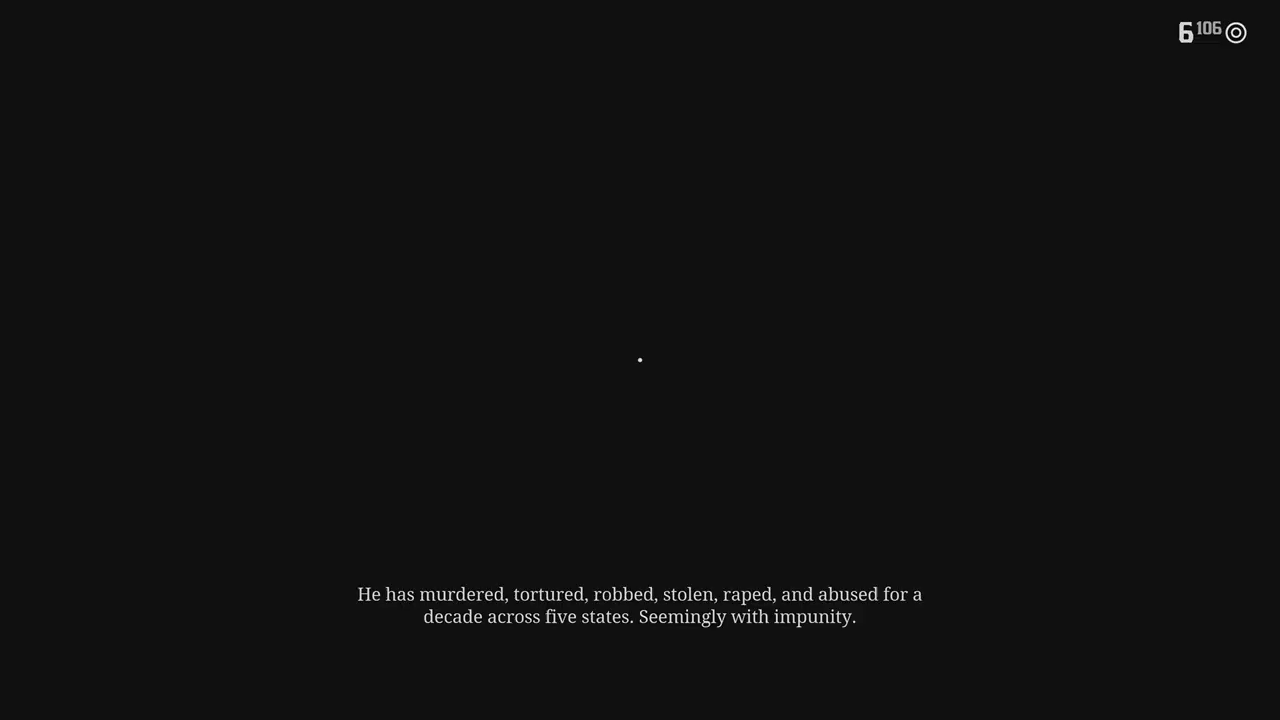 6 106
He has murdered, tortured, robbed, stolen, raped, and abused for a
decade across five states. Seemingly with impunity.